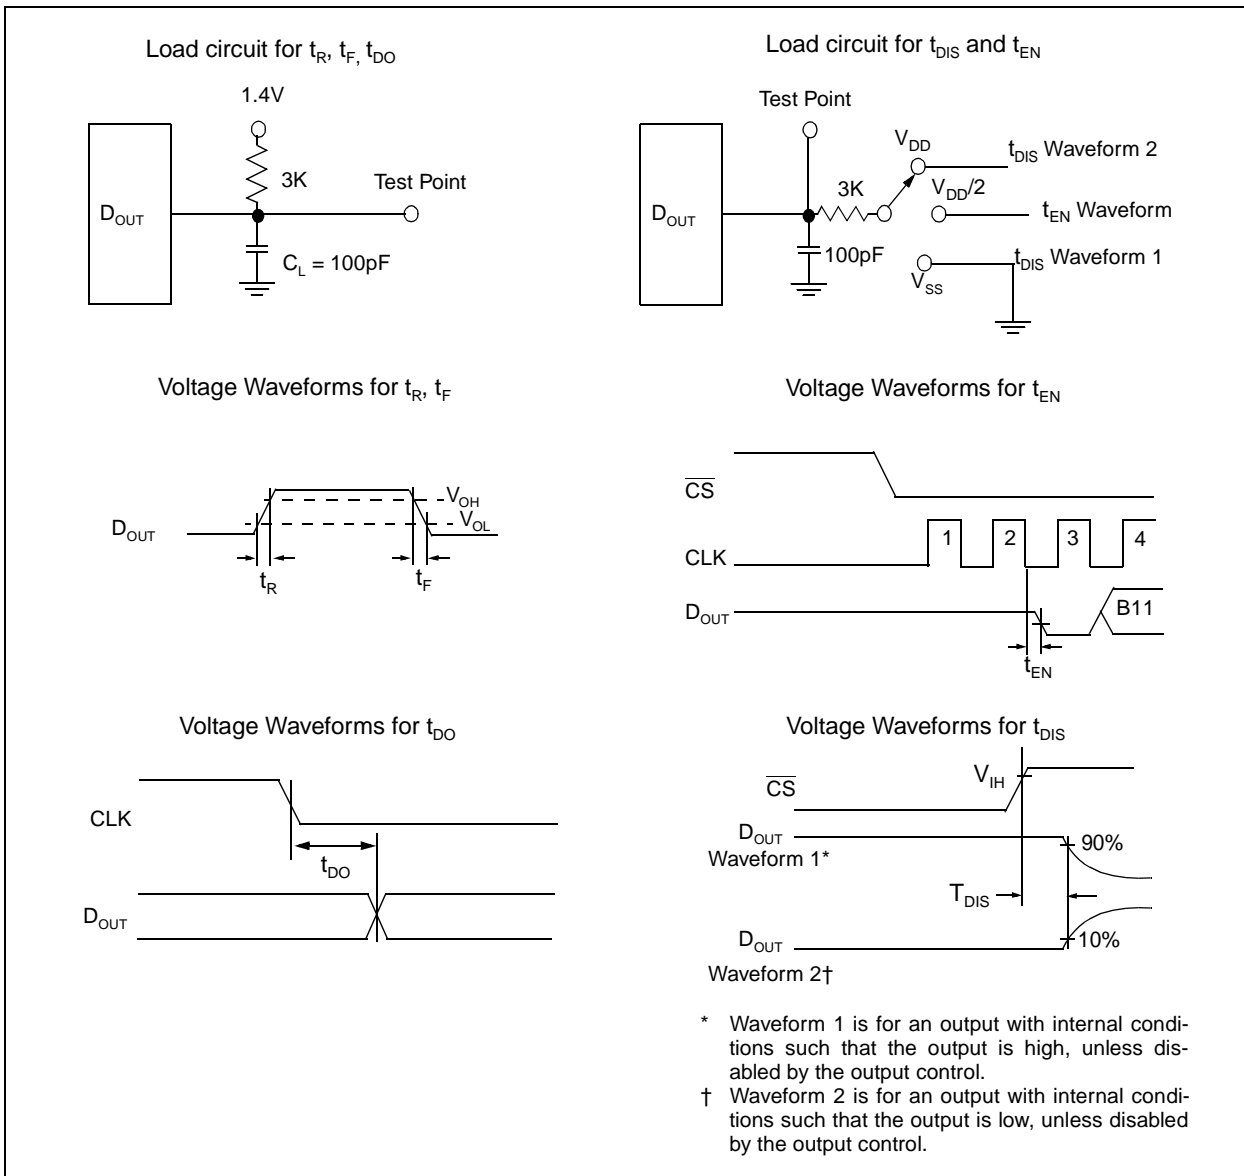 Load circuit for tR, tF, tDO
1.4V
3K
Test Point
DOUT
CL = 100pF
Load circuit for tDIS and tEN
Test Point
VDD
tDIS Waveform 2
3K
VDD/2
DOUT
tEN Waveform
100pF
tDIS Waveform 1
VSS
Voltage Waveforms for tR, tF
VOH
VOL
DOUT
tR
tF
Voltage Waveforms for tEN
CS
1 2 3 4
CLK
DOUT
B11
tEN
Voltage Waveforms for tDO
CLK
tDO
DOUT
Voltage Waveforms for tDIS
VIH
CS
DOUT
Waveform 1*
90%
TDIS
DOUT
10%
Waveform 2†
* Waveform 1 is for an output with internal condi-
tions such that the output is high, unless dis-
abled by the output control.
† Waveform 2 is for an output with internal condi-
tions such that the output is low, unless disabled
by the output control.